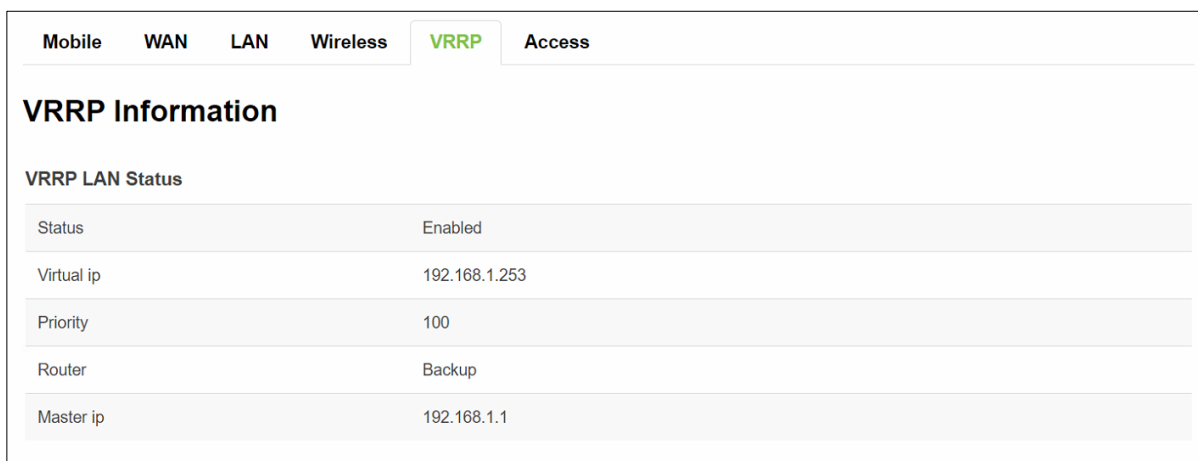 Mobile WAN LAN Wireless VRRP Access
VRRP Information
VRRP LAN Status
Status Enabled
Virtual ip 192.168.1.253
Priority 100
Router Backup
Master ip 192.168.1.1